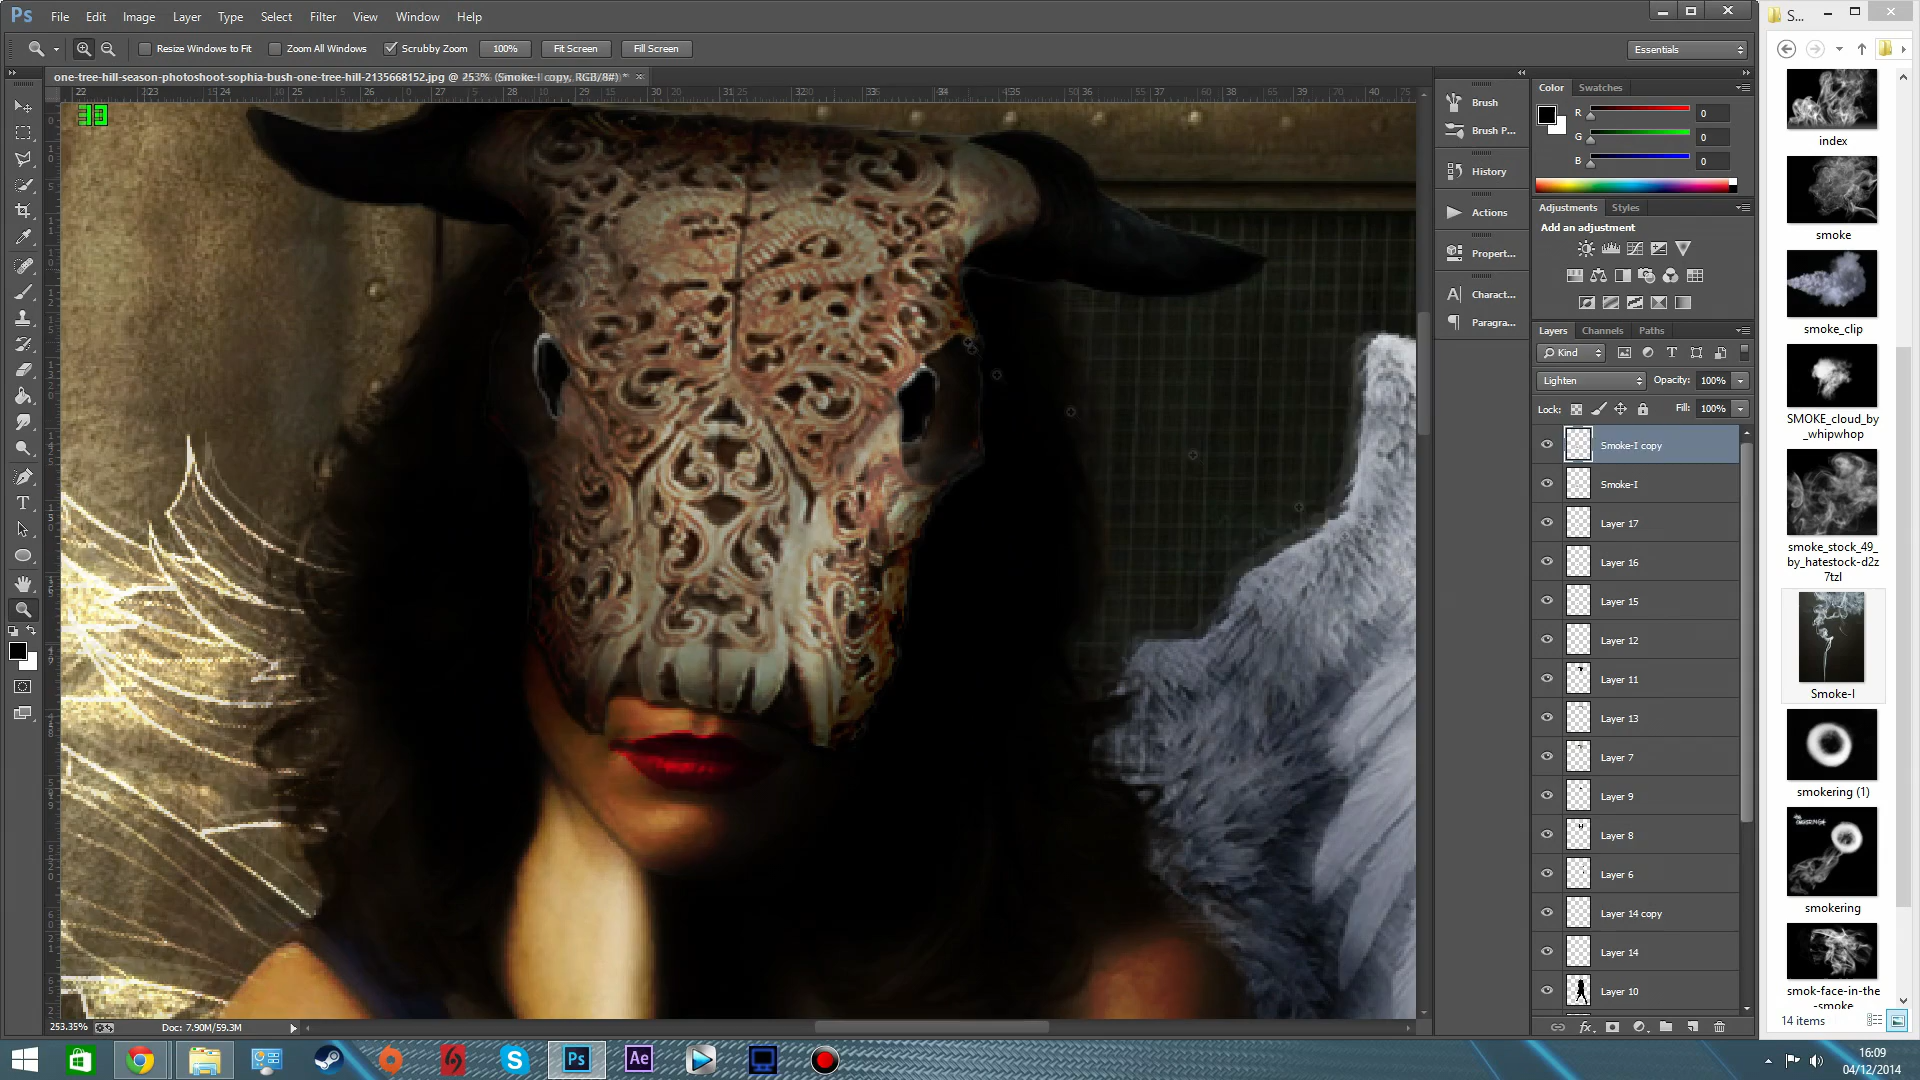 Ps File Edit Image Layer Type Select Filter View Window Help
Resize Windows to Fit Zoom All Windows Scrubby Zoom 100% Fit Screen Fill Screen Essentials
one-tree-hill-season-photoshoot-sophia-bush-one-tree-hill-2135668152.jpg @ 253% (Smoke-I copy, RGB/8#) *
33
Brush
Brush P...
History
Actions
Propert...
Charact...
Paragra...
Color Swatches
R 0
G 0
B 0
Adjustments Styles
Add an adjustment
Layers Channels Paths
Kind
Lighten Opacity: 100%
Lock: Fill: 100%
Smoke-I copy
Smoke-I
Layer 17
Layer 16
Layer 15
Layer 12
Layer 11
Layer 13
Layer 7
Layer 9
Layer 8
Layer 6
Layer 14 copy
Layer 14
Layer 10
253.35% Doc: 7.90M/59.3M
S...
index
smoke
smoke_clip
SMOKE_cloud_by
_whipwhop
smoke_stock_49_
by_hatestock-d2z
7tzl
Smoke-I
smokering (1)
smokering
smok-face-in-the
-smoke
14 items
Ps Ae
16:09
04/12/2014